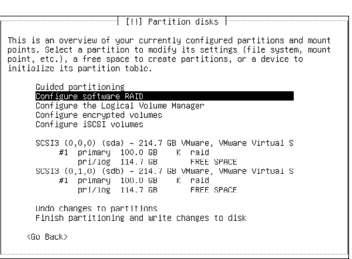 [!!] Partition disks
This is an overview of your currently configured partitions and mount
points. Select a partition to modify its settings (file system, mount
point, etc.), a free space to create partitions, or a device to
initialize its partition table.
Guided partitioning
Configure software RAID
Configure the Logical Volume Manager
Configure encrypted volumes
Configure iSCSI volumes
SCSI3 (0,0,0) (sda) - 214.7 GB VMware, VMware Virtual S
#1 primary 100.0 GB K raid
pri/log 114.7 GB FREE SPACE
SCSI3 (0,1,0) (sdb) - 214.7 GB VMware, VMware Virtual S
#1 primary 100.0 GB K raid
pri/log 114.7 GB FREE SPACE
Undo changes to partitions
Finish partitioning and write changes to disk
<Go Back>